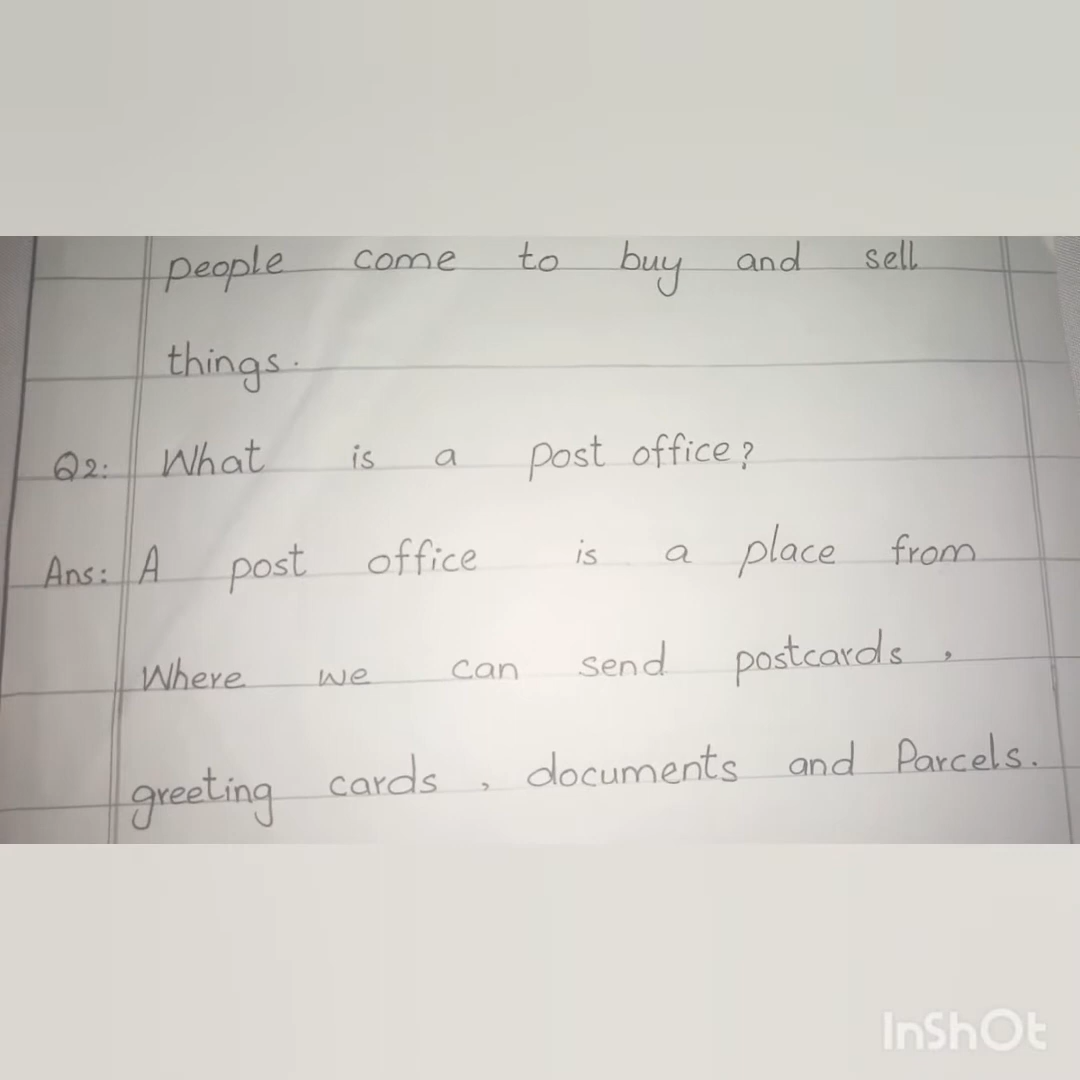 people come to buy and sell
things.
Q2: What is a post office?
Ans: A post office is a place from
Where we can send postcards,
greeting cards, documents and Parcels.
InShOt